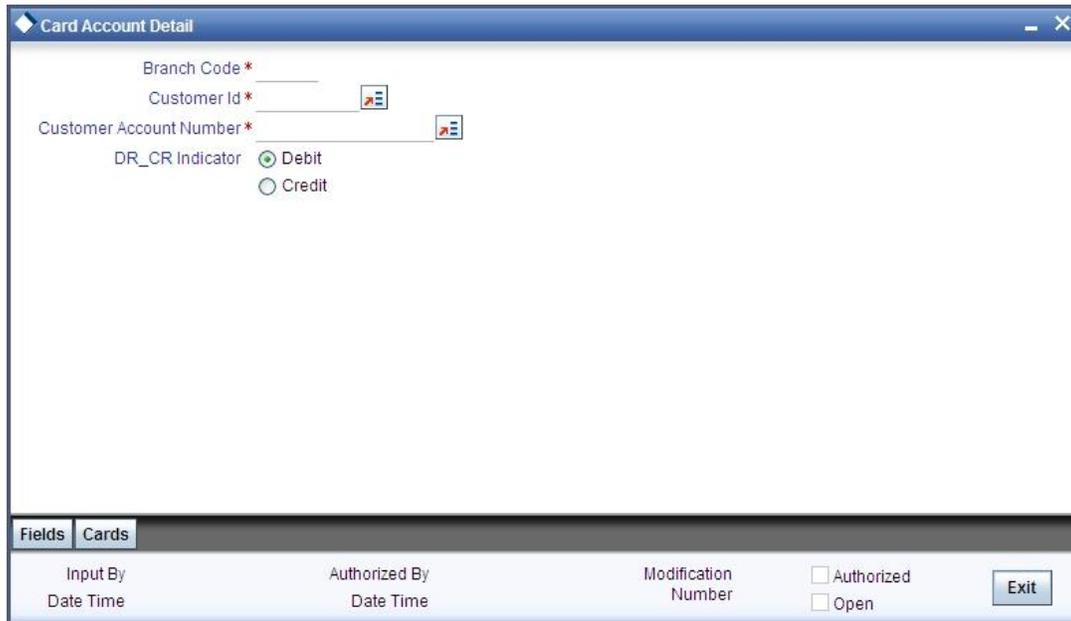 Card Account Detail
Branch Code *
Customer Id *
Customer Account Number *
DR_CR Indicator Debit
Credit
Fields Cards
Input By Authorized By Modification Number Authorized
Date Time Date Time Open
Exit